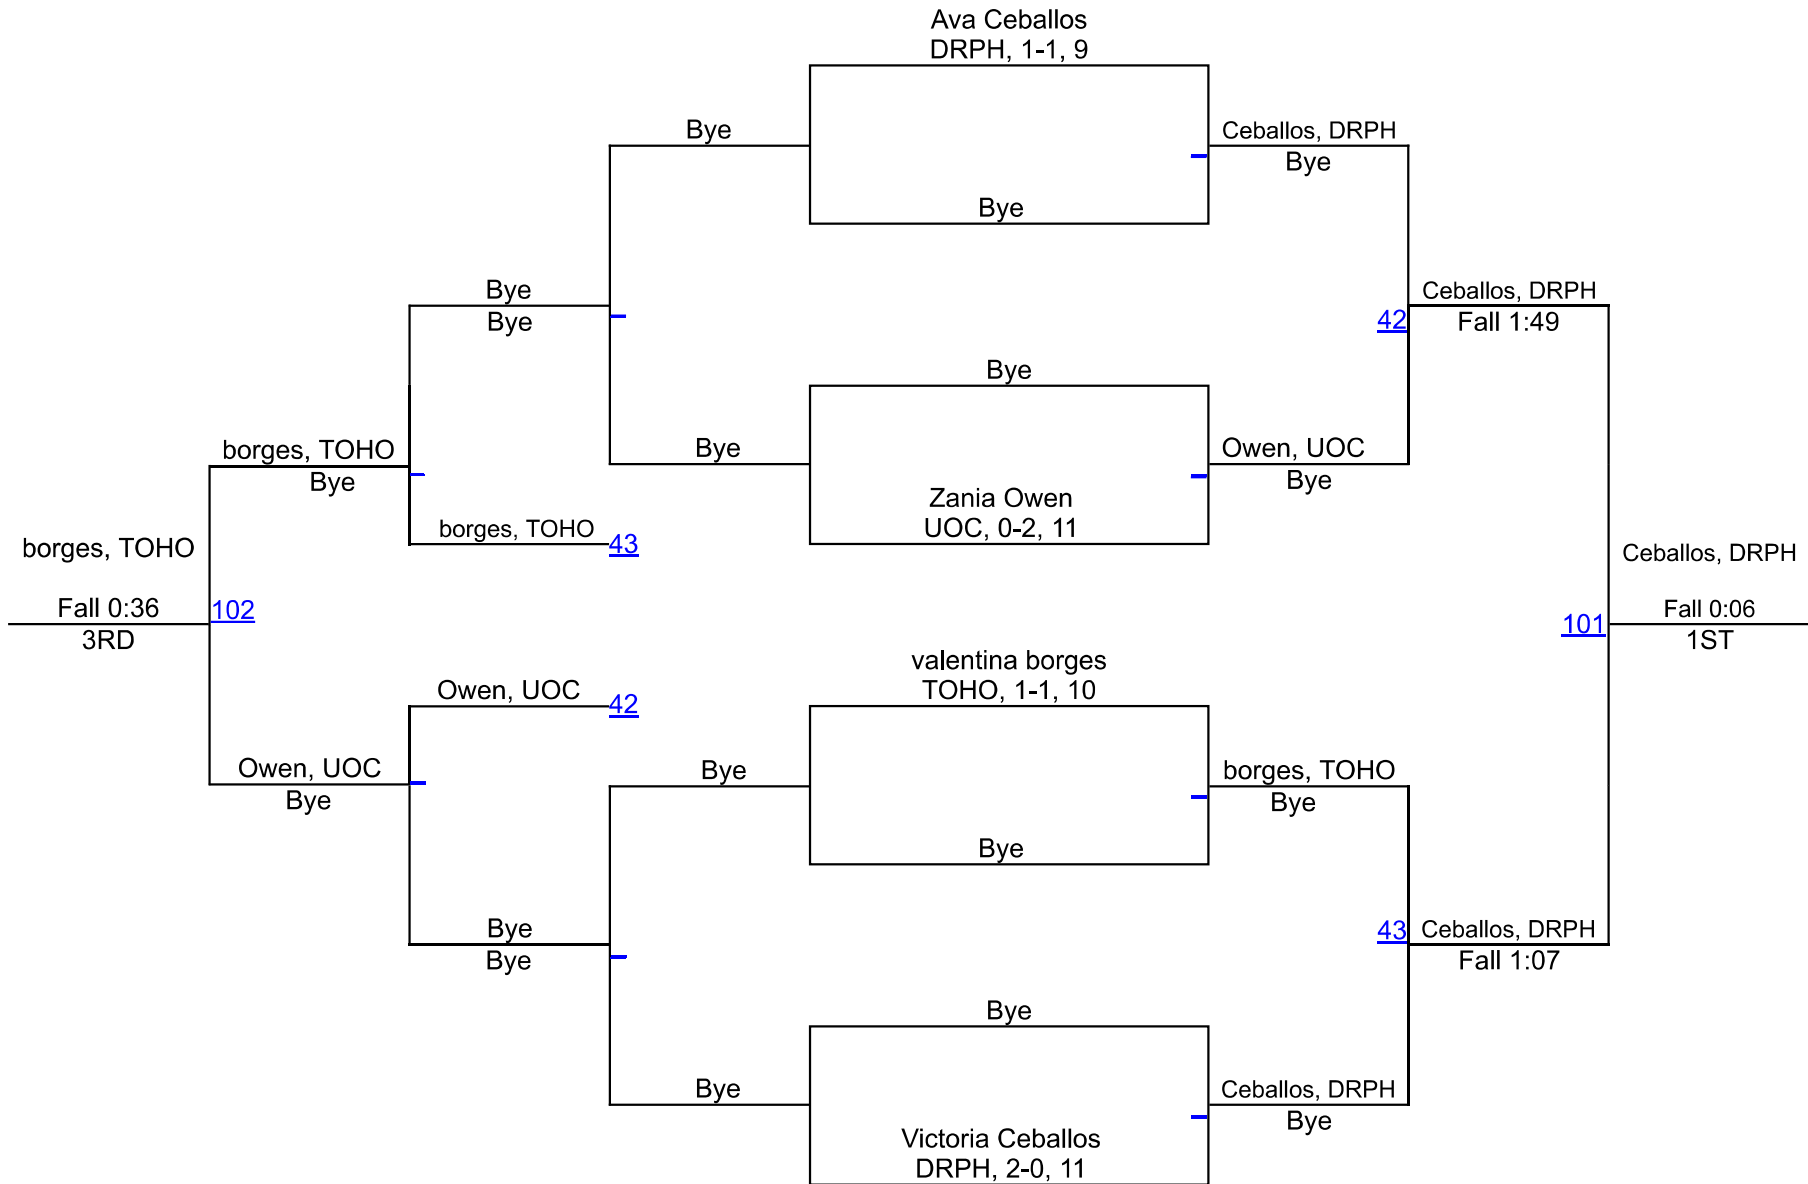 Ava Ceballos
DRPH, 1-1, 9
Bye
Ceballos, DRPH
Bye
Bye
Bye
Bye
Ceballos, DRPH
42
Fall 1:49
Bye
borges, TOHO
Bye
Bye
Owen, UOC
Bye
Zania Owen
UOC, 0-2, 11
borges, TOHO
43
borges, TOHO
Ceballos, DRPH
Fall 0:36
102
3RD
Fall 0:06
101
1ST
valentina borges
TOHO, 1-1, 10
Owen, UOC
42
Owen, UOC
Bye
Bye
borges, TOHO
Bye
Bye
Bye
Bye
43
Ceballos, DRPH
Fall 1:07
Bye
Bye
Ceballos, DRPH
Bye
Victoria Ceballos
DRPH, 2-0, 11